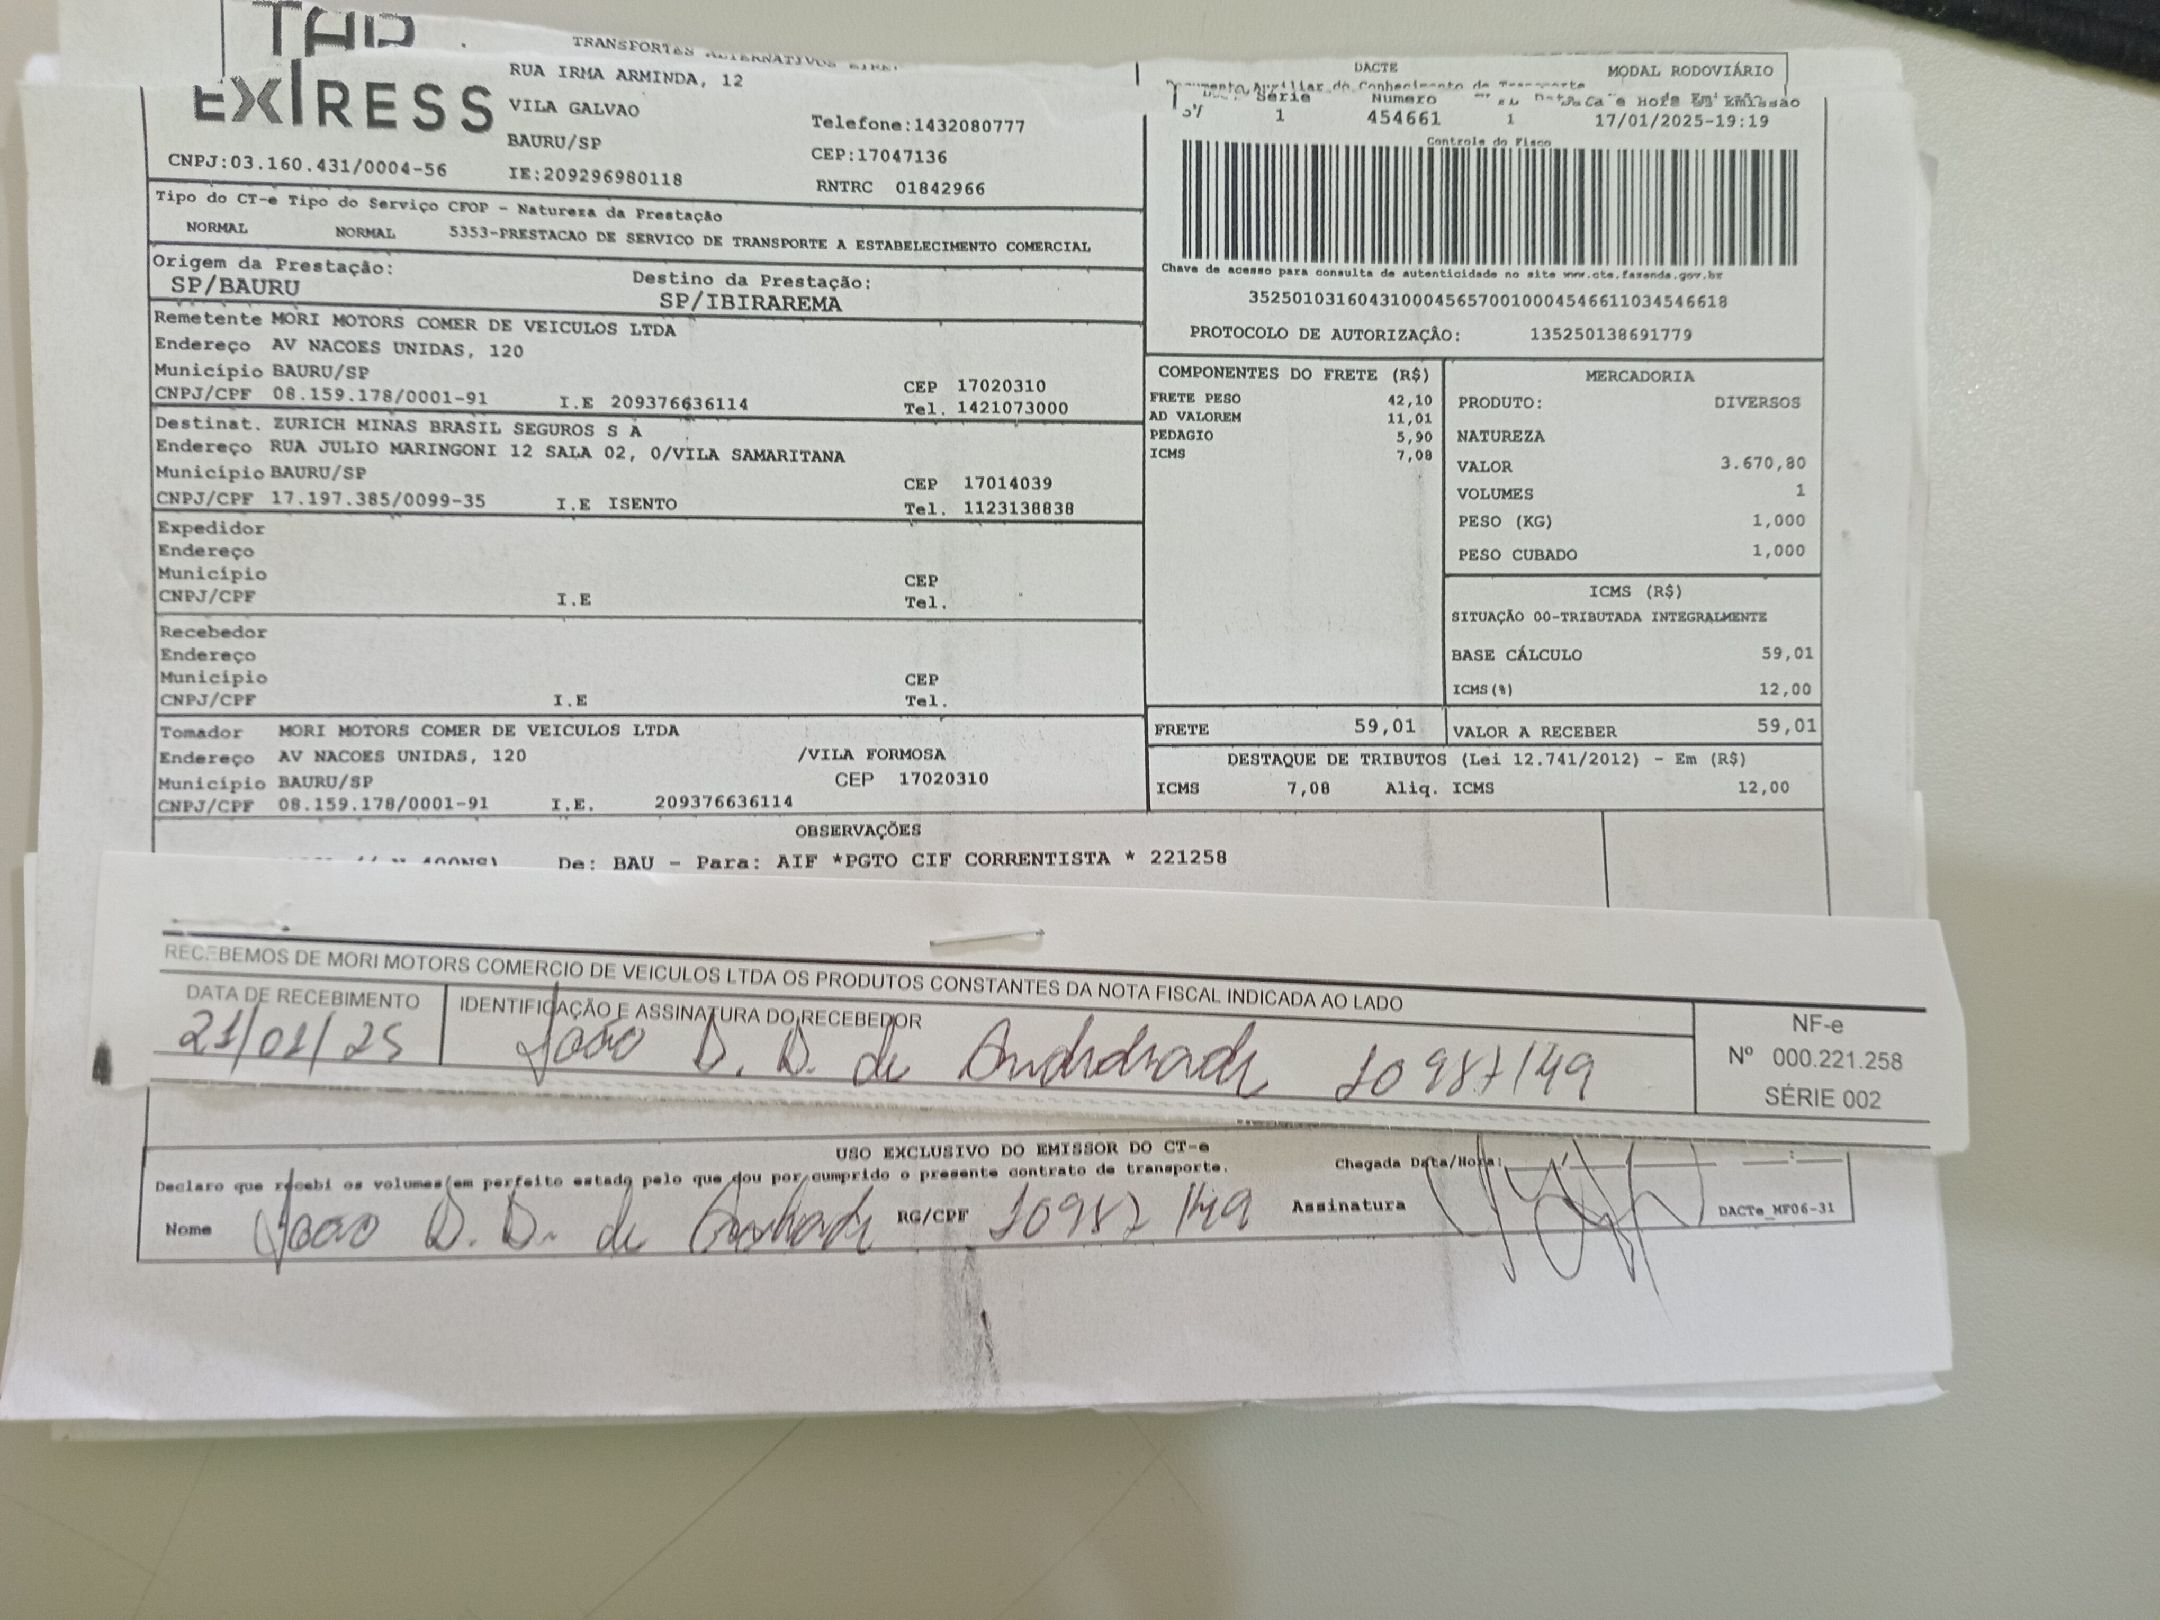 EXPRESS
TRANSPORTES ALTERNATIVOS
RUA IRMA ARMINDA, 12
VILA GALVAO
BAURU/SP
Telefone:1432080777
CEP:17047136
CNPJ:03.160.431/0004-56
IE:209296980118
RNTRC 01842966
Tipo do CT-e Tipo do Serviço CFOP - Natureza da Prestação
NORMAL NORMAL 5353-PRESTACAO DE SERVICO DE TRANSPORTE A ESTABELECIMENTO COMERCIAL
Origem da Prestação: Destino da Prestação:
SP/BAURU SP/IBIRAREMA
Remetente MORI MOTORS COMER DE VEICULOS LTDA
Endereço AV NACOES UNIDAS, 120
Município BAURU/SP CEP 17020310
CNPJ/CPF 08.159.178/0001-91 I.E 209376636114 Tel. 1421073000
Destinat. ZURICH MINAS BRASIL SEGUROS S A
Endereço RUA JULIO MARINGONI 12 SALA 02, 0/VILA SAMARITANA
Município BAURU/SP CEP 17014039
CNPJ/CPF 17.197.385/0099-35 I.E ISENTO Tel. 1123138838
Expedidor
Endereço
Município CEP
CNPJ/CPF I.E Tel.
Recebedor
Endereço
Município CEP
CNPJ/CPF I.E Tel.
Tomador MORI MOTORS COMER DE VEICULOS LTDA
Endereço AV NACOES UNIDAS, 120 /VILA FORMOSA
Município BAURU/SP CEP 17020310
CNPJ/CPF 08.159.178/0001-91 I.E. 209376636114
DACTE MODAL RODOVIÁRIO
Documento Auxiliar do Conhecimento de Transporte
Série Numero Data e Hora Emissão
1 454661 1 17/01/2025-19:19
Controle do Fisco
Chave de acesso para consulta de autenticidade no site www.cte.fazenda.gov.br
35250103160431000456570010004546611034546618
PROTOCOLO DE AUTORIZAÇÃO: 135250138691779
COMPONENTES DO FRETE (R$)
FRETE PESO 42,10
AD VALOREM 11,01
PEDAGIO 5,90
ICMS 7,08
MERCADORIA
PRODUTO: DIVERSOS
NATUREZA
VALOR 3.670,80
VOLUMES 1
PESO (KG) 1,000
PESO CUBADO 1,000
ICMS (R$)
SITUAÇÃO 00-TRIBUTADA INTEGRALMENTE
BASE CÁLCULO 59,01
ICMS(%) 12,00
FRETE 59,01 VALOR A RECEBER 59,01
DESTAQUE DE TRIBUTOS (Lei 12.741/2012) - Em (R$)
ICMS 7,08 Aliq. ICMS 12,00
OBSERVAÇÕES
De: BAU - Para: AIF *PGTO CIF CORRENTISTA * 221258
RECEBEMOS DE MORI MOTORS COMERCIO DE VEICULOS LTDA OS PRODUTOS CONSTANTES DA NOTA FISCAL INDICADA AO LADO
DATA DE RECEBIMENTO IDENTIFICAÇÃO E ASSINATURA DO RECEBEDOR
21/01/25 João D. D. de Andrade 10987149
NF-e
Nº 000.221.258
SÉRIE 002
USO EXCLUSIVO DO EMISSOR DO CT-e
Declaro que recebi os volumes em perfeito estado pelo que dou por cumprido o presente contrato de transporte.
Chegada Data/Hora:
Nome João D. D. de Andrade RG/CPF 10987149 Assinatura
DACTe_MF06-31